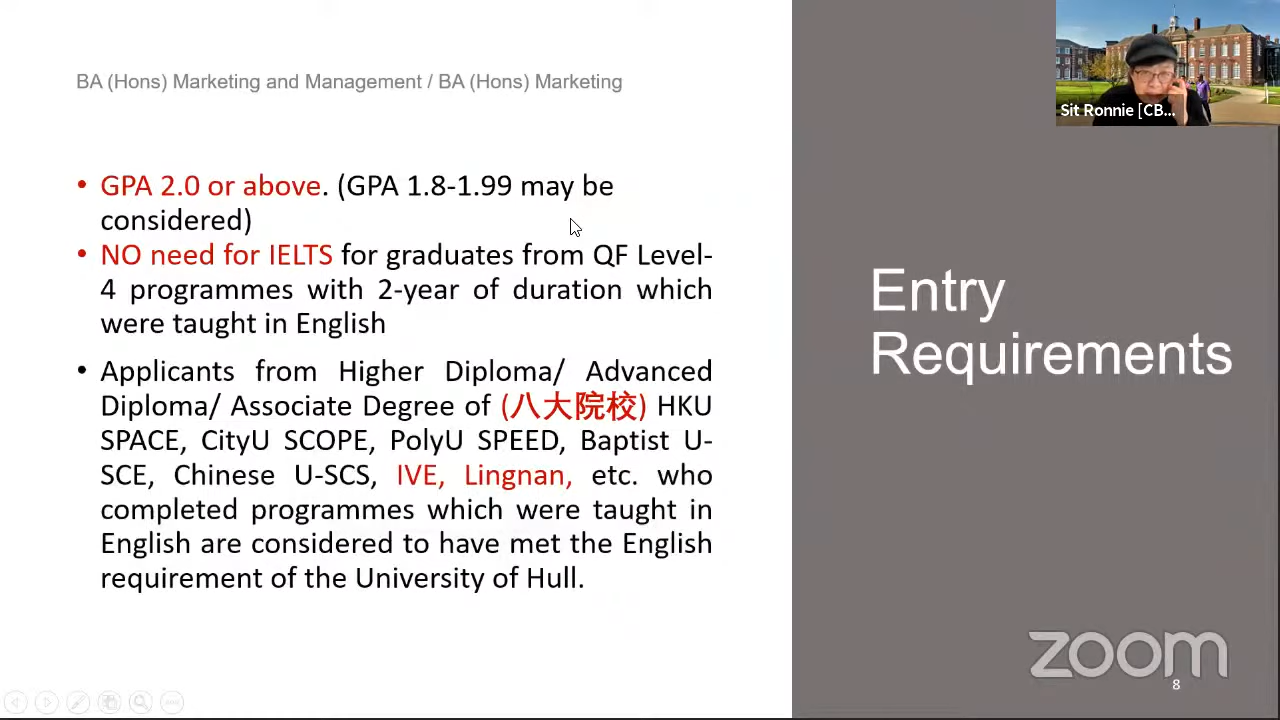 BA (Hons) Marketing and Management / BA (Hons) Marketing
Sit Ronnie [CB...
• GPA 2.0 or above. (GPA 1.8-1.99 may be
considered)
• NO need for IELTS for graduates from QF Level-
4 programmes with 2-year of duration which
were taught in English
• Applicants from Higher Diploma/ Advanced
Diploma/ Associate Degree of (八大院校) HKU
SPACE, CityU SCOPE, PolyU SPEED, Baptist U-
SCE, Chinese U-SCS, IVE, Lingnan, etc. who
completed programmes which were taught in
English are considered to have met the English
requirement of the University of Hull.
Entry
Requirements
zoom
8